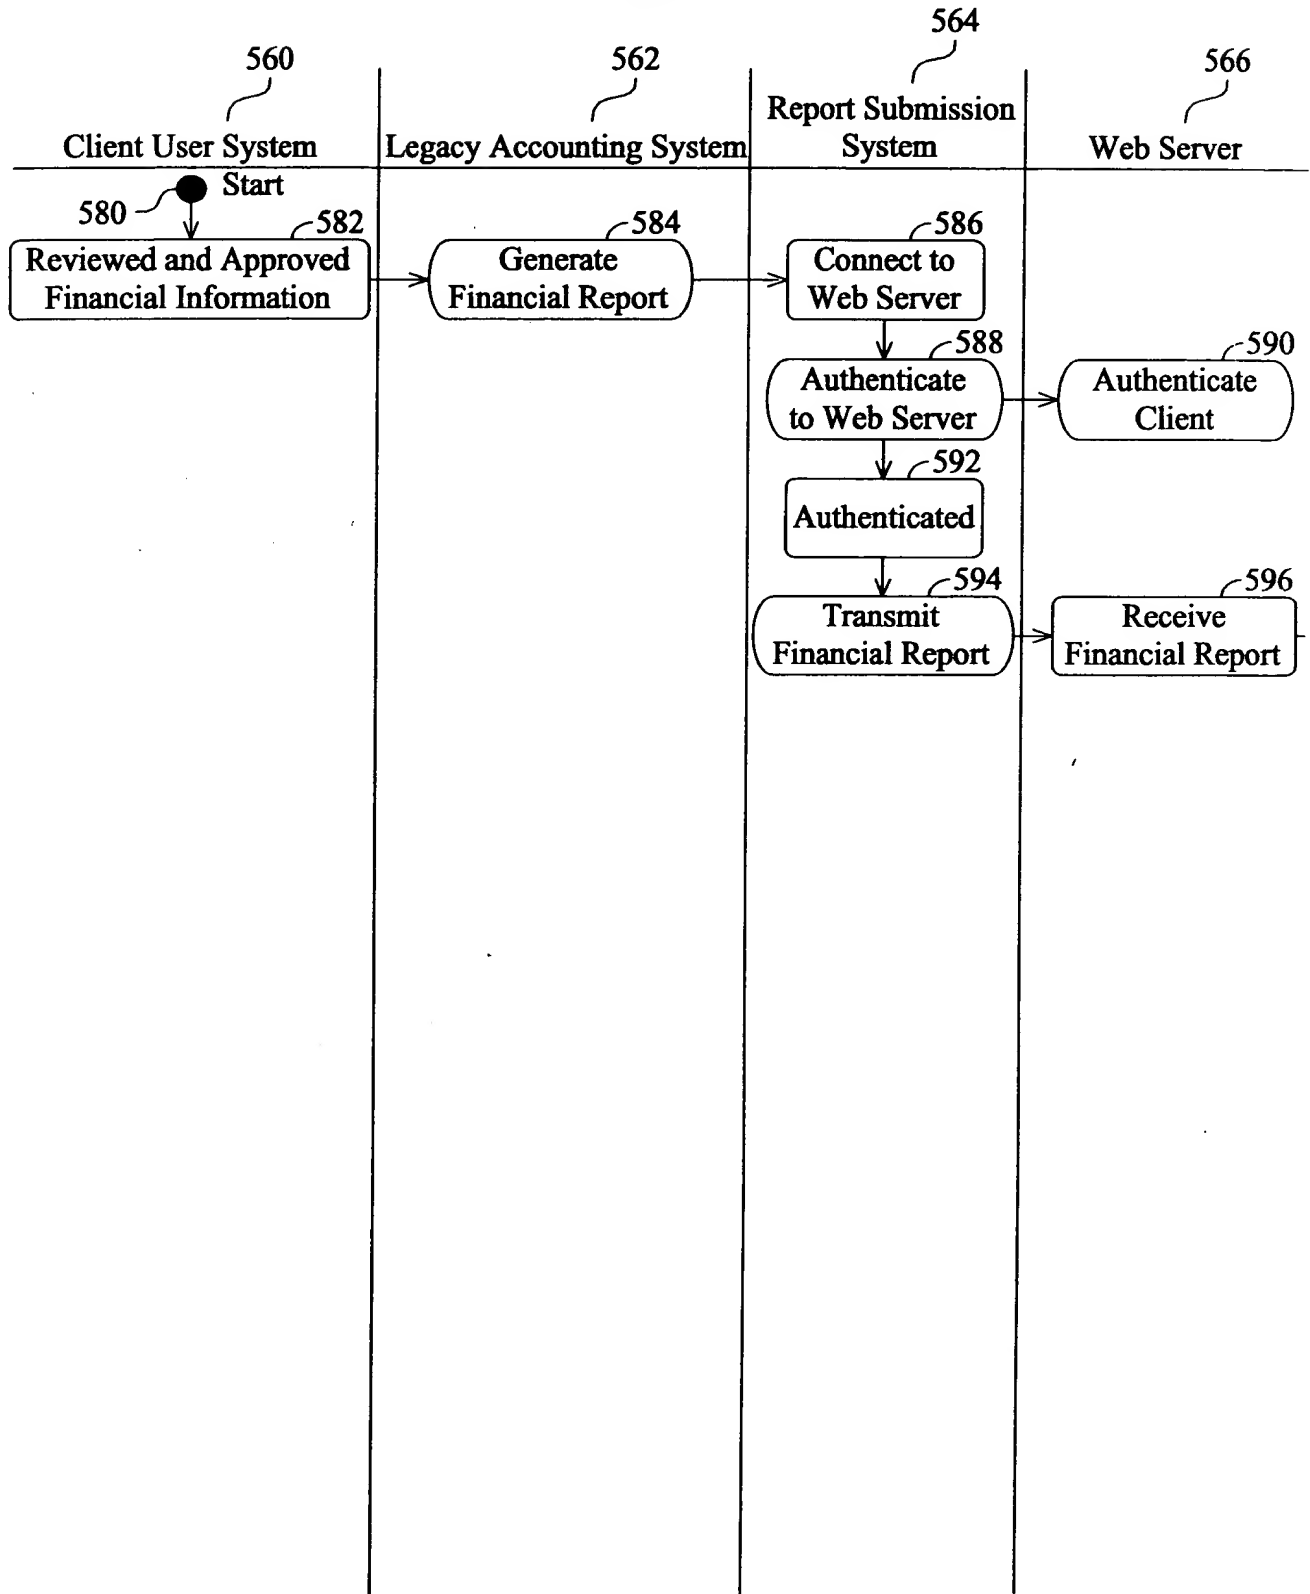 560
562
564
566
Client User System
Legacy Accounting System
Report Submission
System
Web Server
580
Start
582
Reviewed and Approved
Financial Information
584
Generate
Financial Report
586
Connect to
Web Server
588
Authenticate
to Web Server
590
Authenticate
Client
592
Authenticated
594
Transmit
Financial Report
596
Receive
Financial Report